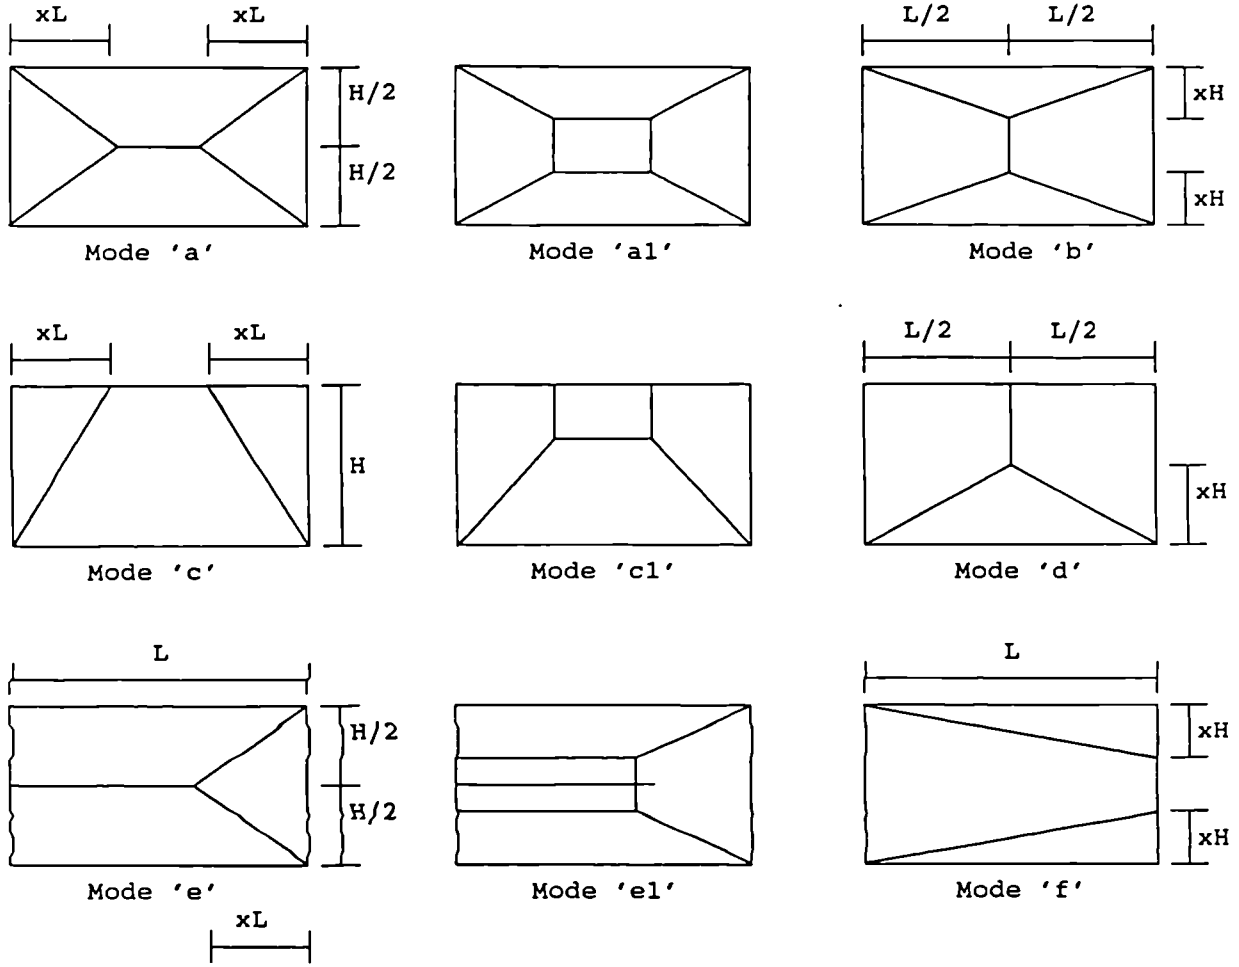 xL xL L/2 L/2
H/2 xH
H/2 xH
Mode 'a' Mode 'a1' Mode 'b'
xL xL L/2 L/2
H xH
Mode 'c' Mode 'c1' Mode 'd'
L L
H/2 xH
H/2 xH
Mode 'e' Mode 'e1' Mode 'f'
xL